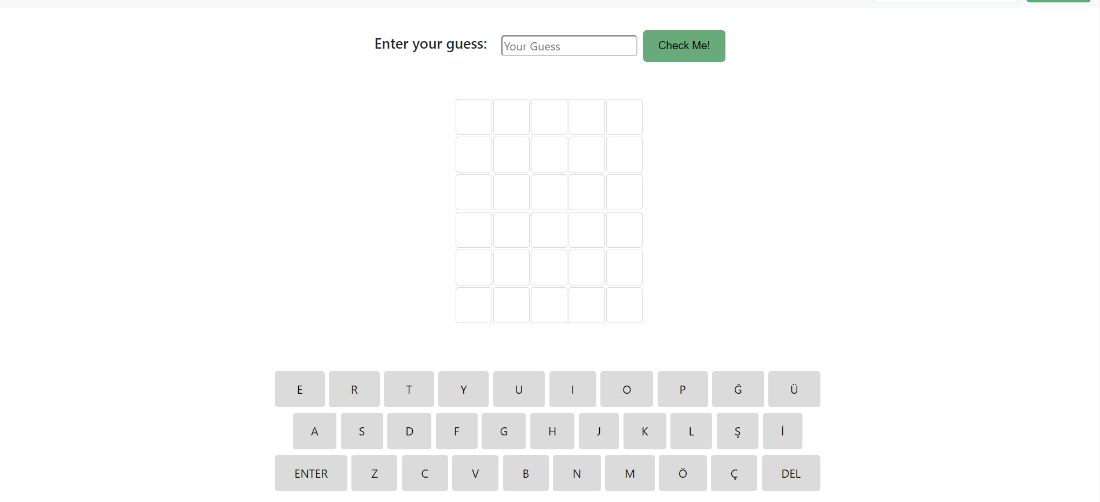 Enter your guess: Your Guess Check Me!
E R T Y U I O P Ğ Ü
A S D F G H J K L Ş İ
ENTER Z C V B N M Ö Ç DEL